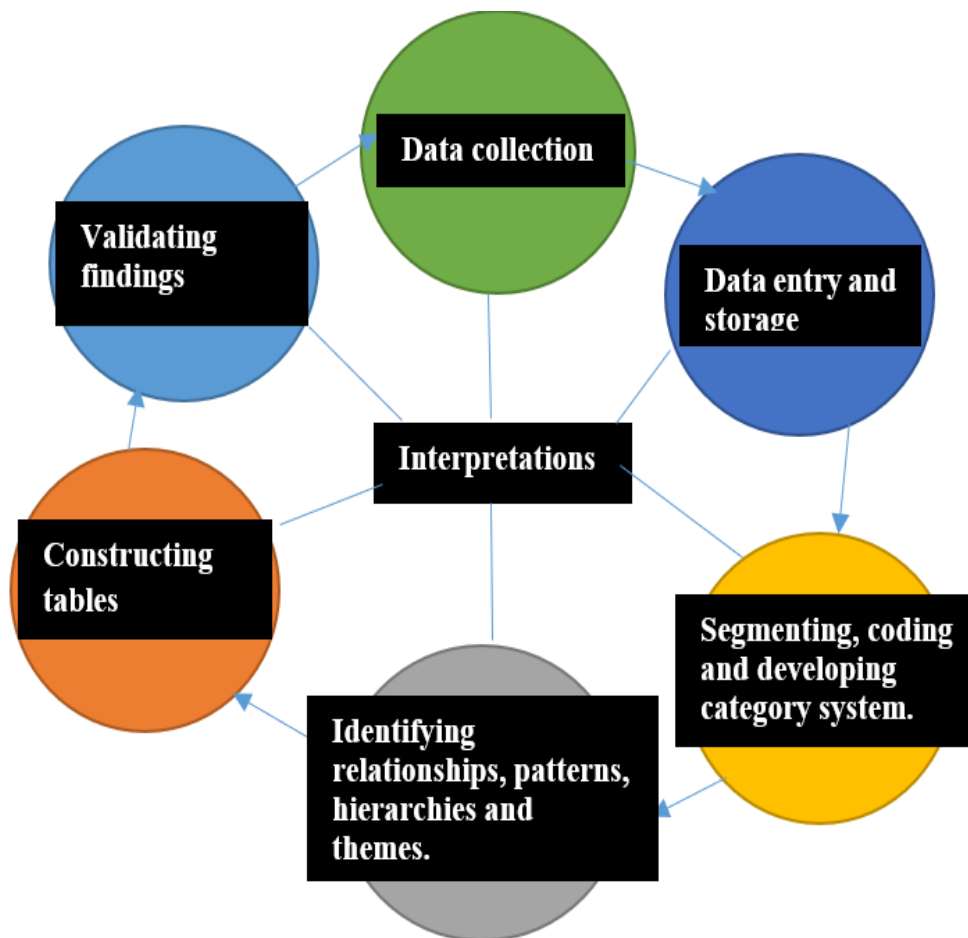 Data collection
Validating
findings
Data entry and
storage
Interpretations
Constructing
tables
Segmenting, coding
and developing
category system.
Identifying
relationships, patterns,
hierarchies and
themes.